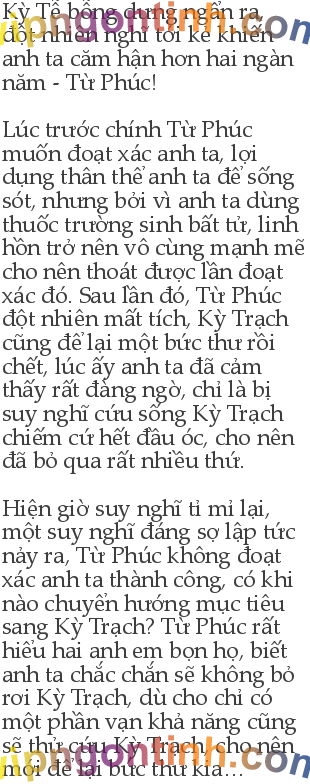 Kỳ Tễ bỗng dưng ngẩn ra,
đột nhiên nghĩ tới kẻ khiến
anh ta căm hận hơn hai ngàn
năm - Từ Phúc!
Lúc trước chính Từ Phúc
muốn đoạt xác anh ta, lợi
dụng thân thể anh ta để sống
sót, nhưng bởi vì anh ta dùng
thuốc trường sinh bất tử, linh
hồn trở nên vô cùng mạnh mẽ
cho nên thoát được lần đoạt
xác đó. Sau lần đó, Từ Phúc
đột nhiên mất tích, Kỳ Trạch
cũng để lại một bức thư rồi
chết, lúc ấy anh ta đã cảm
thấy rất đàng ngờ, chỉ là bị
suy nghĩ cứu sống Kỳ Trạch
chiếm cứ hết đầu óc, cho nên
đã bỏ qua rất nhiều thứ.
Hiện giờ suy nghĩ tỉ mỉ lại,
một suy nghĩ đáng sợ lập tức
nảy ra, Từ Phúc không đoạt
xác anh ta thành công, có khi
nào chuyển hướng mục tiêu
sang Kỳ Trạch? Từ Phúc rất
hiểu hai anh em bọn họ, biết
anh ta chắc chắn sẽ không bỏ
rơi Kỳ Trạch, dù cho chỉ có
một phần vạn khả năng cũng
sẽ thử cứu Kỳ Trạch, cho nên
mới để lại bức thư kia...
vipngontinh.com
vipngontinh.com